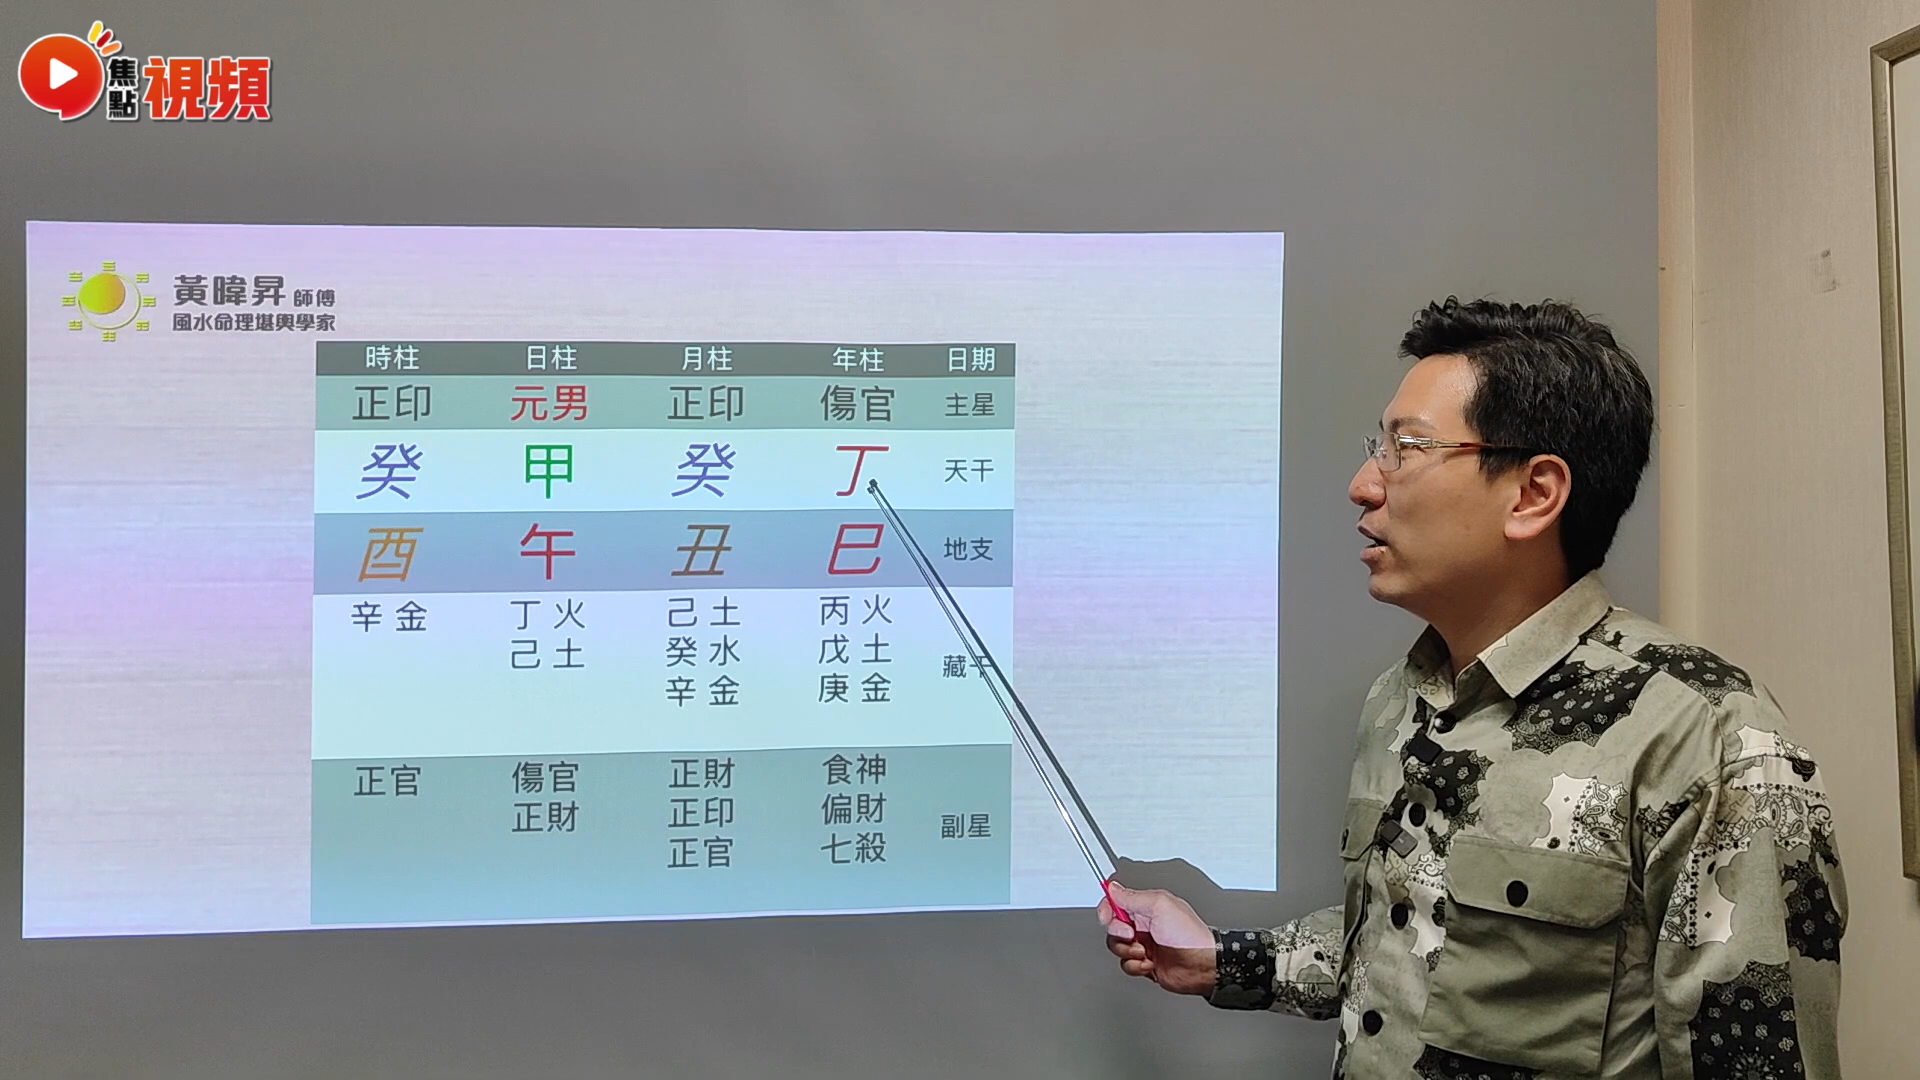 焦點視頻
黃暐昇 師傅
風水命理堪輿學家
時柱 日柱 月柱 年柱 日期
正印 元男 正印 傷官 主星
癸 甲 癸 丁 天干
酉 午 丑 巳 地支
辛金 丁火 己土 丙火
己土 癸水 戊土 藏干
辛金 庚金
正官 傷官 正財 食神
正財 正印 偏財 副星
正官 七殺